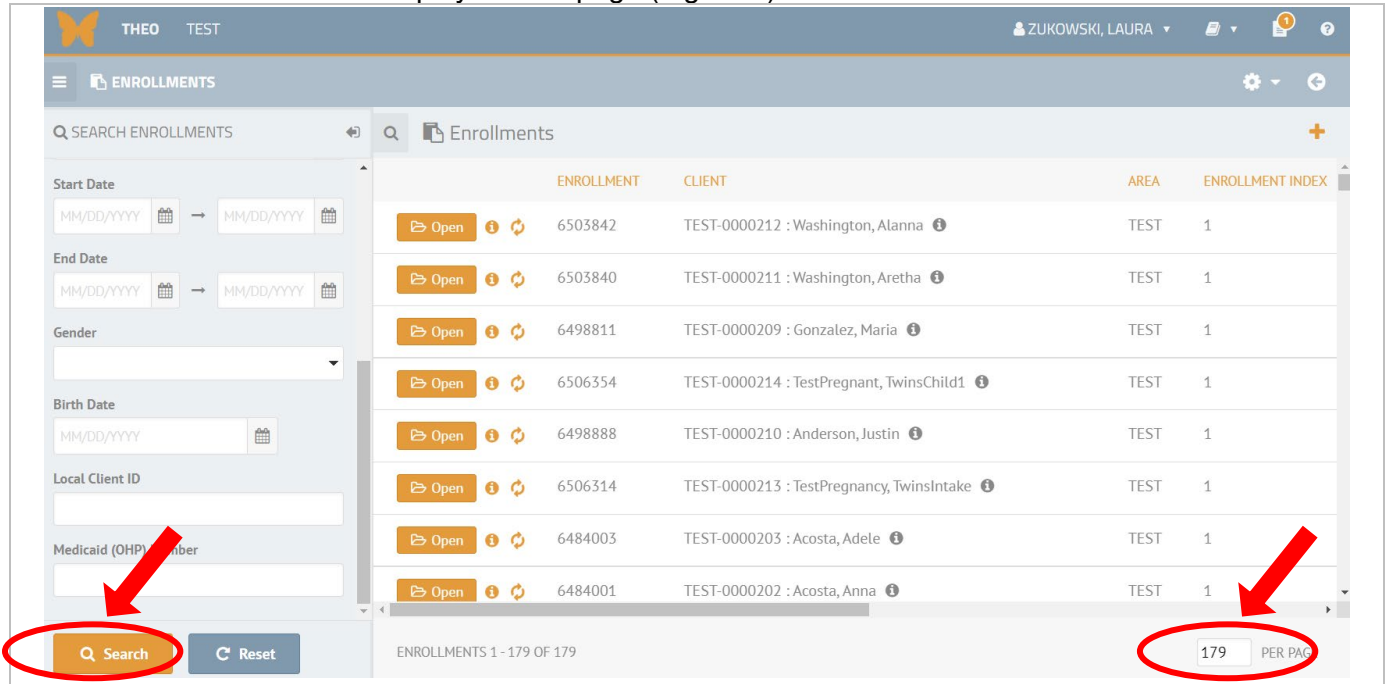 THEO TEST ZUKOWSKI, LAURA 1
ENROLLMENTS
SEARCH ENROLLMENTS
Enrollments
Start Date
MM/DD/YYYY → MM/DD/YYYY
End Date
MM/DD/YYYY → MM/DD/YYYY
Gender
Birth Date
MM/DD/YYYY
Local Client ID
Medicaid (OHP)
Search Reset
ENROLLMENT CLIENT AREA ENROLLMENT INDEX
Open 6503842 TEST-0000212 : Washington, Alanna TEST 1
Open 6503840 TEST-0000211 : Washington, Aretha TEST 1
Open 6498811 TEST-0000209 : Gonzalez, Maria TEST 1
Open 6506354 TEST-0000214 : TestPregnant, TwinsChild1 TEST 1
Open 6498888 TEST-0000210 : Anderson, Justin TEST 1
Open 6506314 TEST-0000213 : TestPregnancy, TwinsIntake TEST 1
Open 6484003 TEST-0000203 : Acosta, Adele TEST 1
Open 6484001 TEST-0000202 : Acosta, Anna TEST 1
ENROLLMENTS 1 - 179 OF 179 179 PER